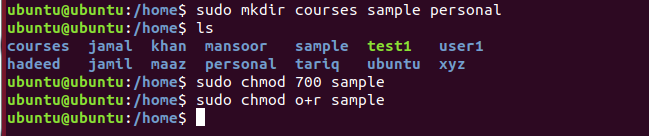 ubuntu@ubuntu:/home$ sudo mkdir courses sample personal
ubuntu@ubuntu:/home$ ls
courses jamal khan mansoor sample test1 user1
hadeed jamil maaz personal tariq ubuntu xyz
ubuntu@ubuntu:/home$ sudo chmod 700 sample
ubuntu@ubuntu:/home$ sudo chmod o+r sample
ubuntu@ubuntu:/home$